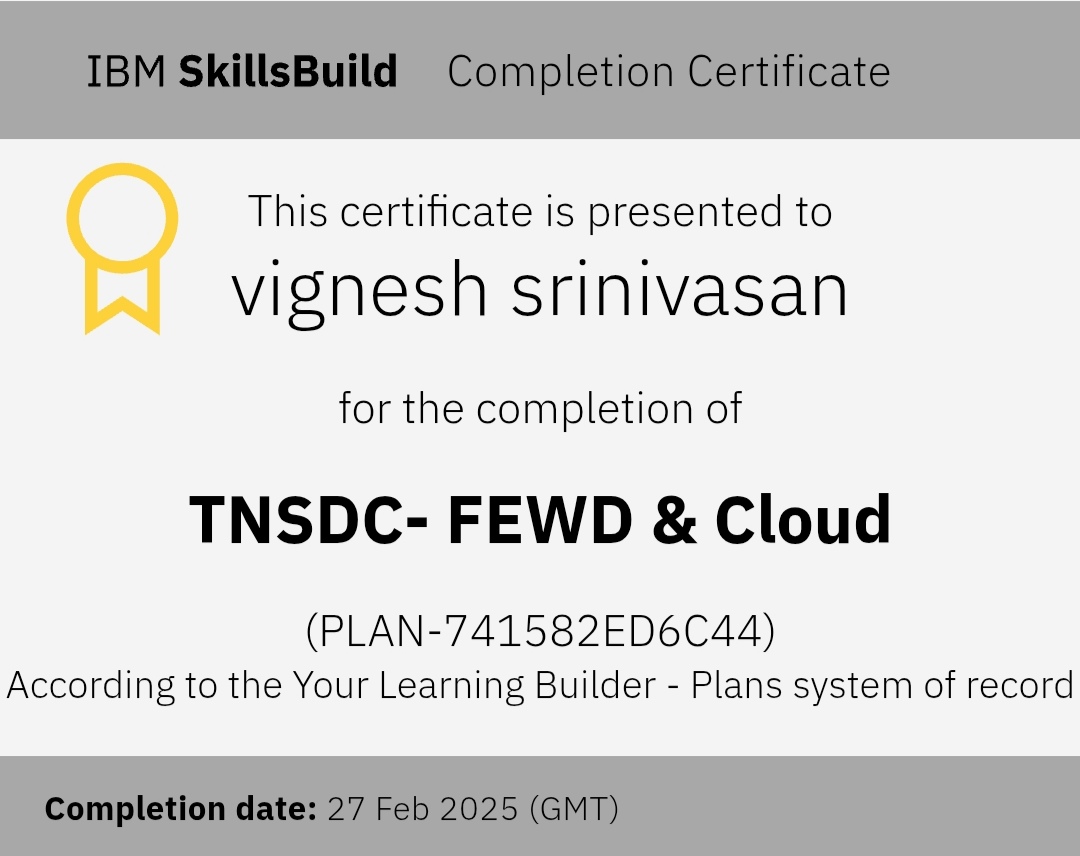 IBM SkillsBuild Completion Certificate
This certificate is presented to
vignesh srinivasan
for the completion of
TNSDC- FEWD & Cloud
(PLAN-741582ED6C44)
According to the Your Learning Builder - Plans system of record
Completion date: 27 Feb 2025 (GMT)